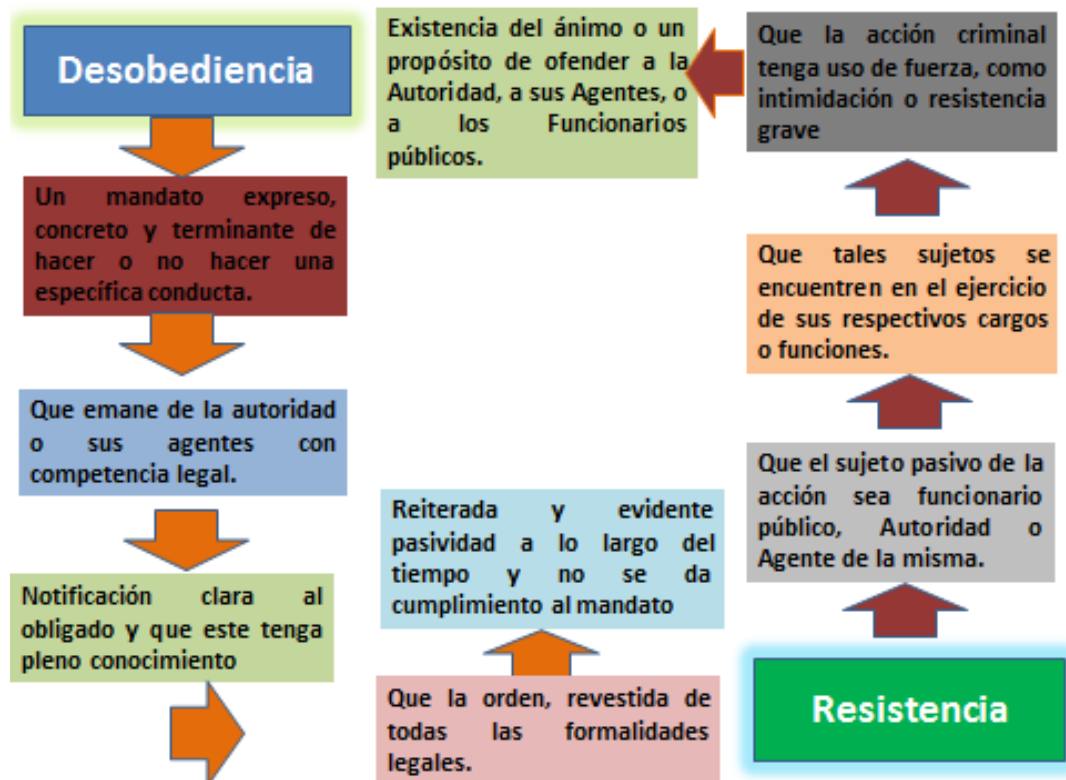 Desobediencia
Un mandato expreso,
concreto y terminante de
hacer o no hacer una
específica conducta.
Que emane de la autoridad
o sus agentes con
competencia legal.
Notificación clara al
obligado y que este tenga
pleno conocimiento
Que la orden, revestida de
todas las formalidades
legales.
Reiterada y evidente
pasividad a lo largo del
tiempo y no se da
cumplimiento al mandato
Resistencia
Que el sujeto pasivo de la
acción sea funcionario
público, Autoridad o
Agente de la misma.
Que tales sujetos se
encuentren en el ejercicio
de sus respectivos cargos
o funciones.
Que la acción criminal
tenga uso de fuerza, como
intimidación o resistencia
grave
Existencia del ánimo o un
propósito de ofender a la
Autoridad, a sus Agentes, o
a los Funcionarios
públicos.